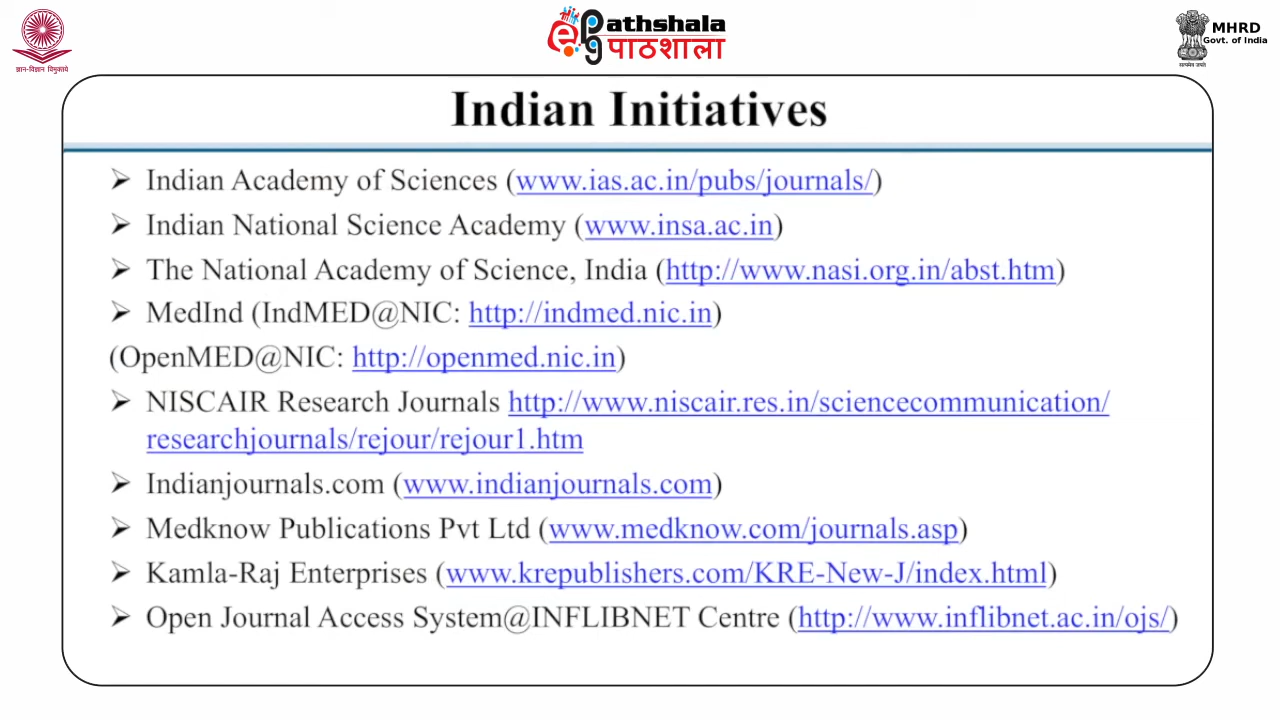 ज्ञान-विज्ञान विमुक्तये
ePg Pathshala
पाठशाला
MHRD
Govt. of India
सत्यमेव जयते
Indian Initiatives
➢ Indian Academy of Sciences (www.ias.ac.in/pubs/journals/)
➢ Indian National Science Academy (www.insa.ac.in)
➢ The National Academy of Science, India (http://www.nasi.org.in/abst.htm)
➢ MedInd (IndMED@NIC: http://indmed.nic.in)
(OpenMED@NIC: http://openmed.nic.in)
➢ NISCAIR Research Journals http://www.niscair.res.in/sciencecommunication/
researchjournals/rejour/rejour1.htm
➢ Indianjournals.com (www.indianjournals.com)
➢ Medknow Publications Pvt Ltd (www.medknow.com/journals.asp)
➢ Kamla-Raj Enterprises (www.krepublishers.com/KRE-New-J/index.html)
➢ Open Journal Access System@INFLIBNET Centre (http://www.inflibnet.ac.in/ojs/)